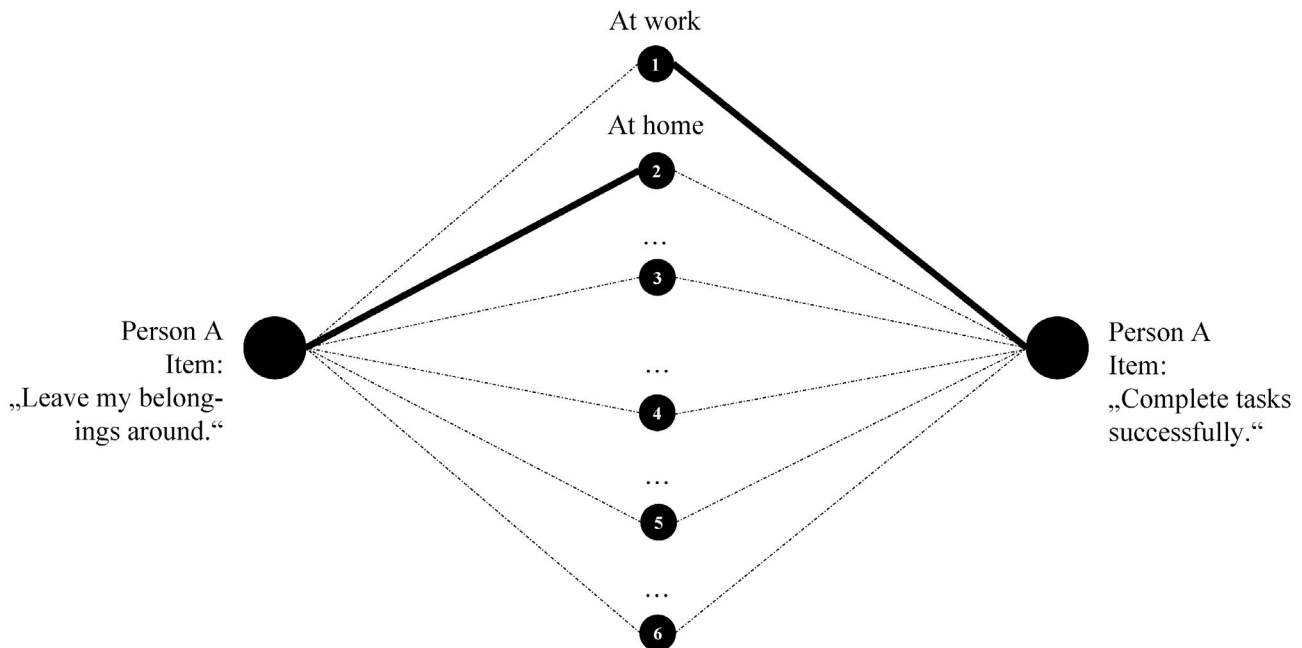 At work
1
At home
2
...
3
Person A
Item:
„Leave my belong-
ings around.“
Person A
Item:
„Complete tasks
successfully.“
...
4
...
5
...
6